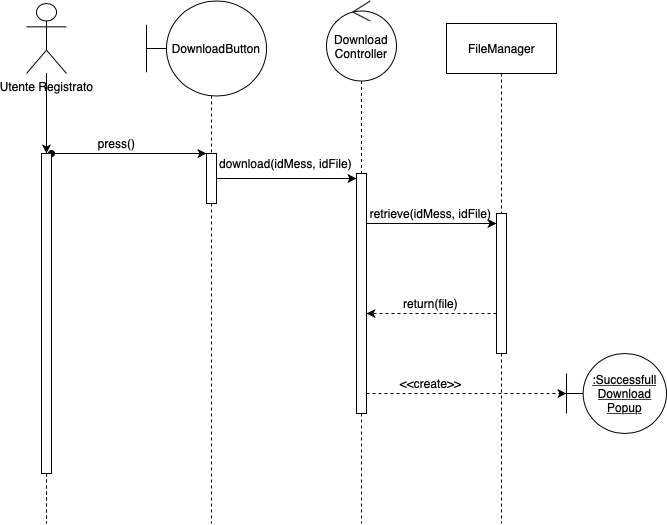 Utente Registrato
DownloadButton
Download
Controller
FileManager
press()
download(idMess, idFile)
retrieve(idMess, idFile)
return(file)
<<create>>
:Successfull
Download
Popup